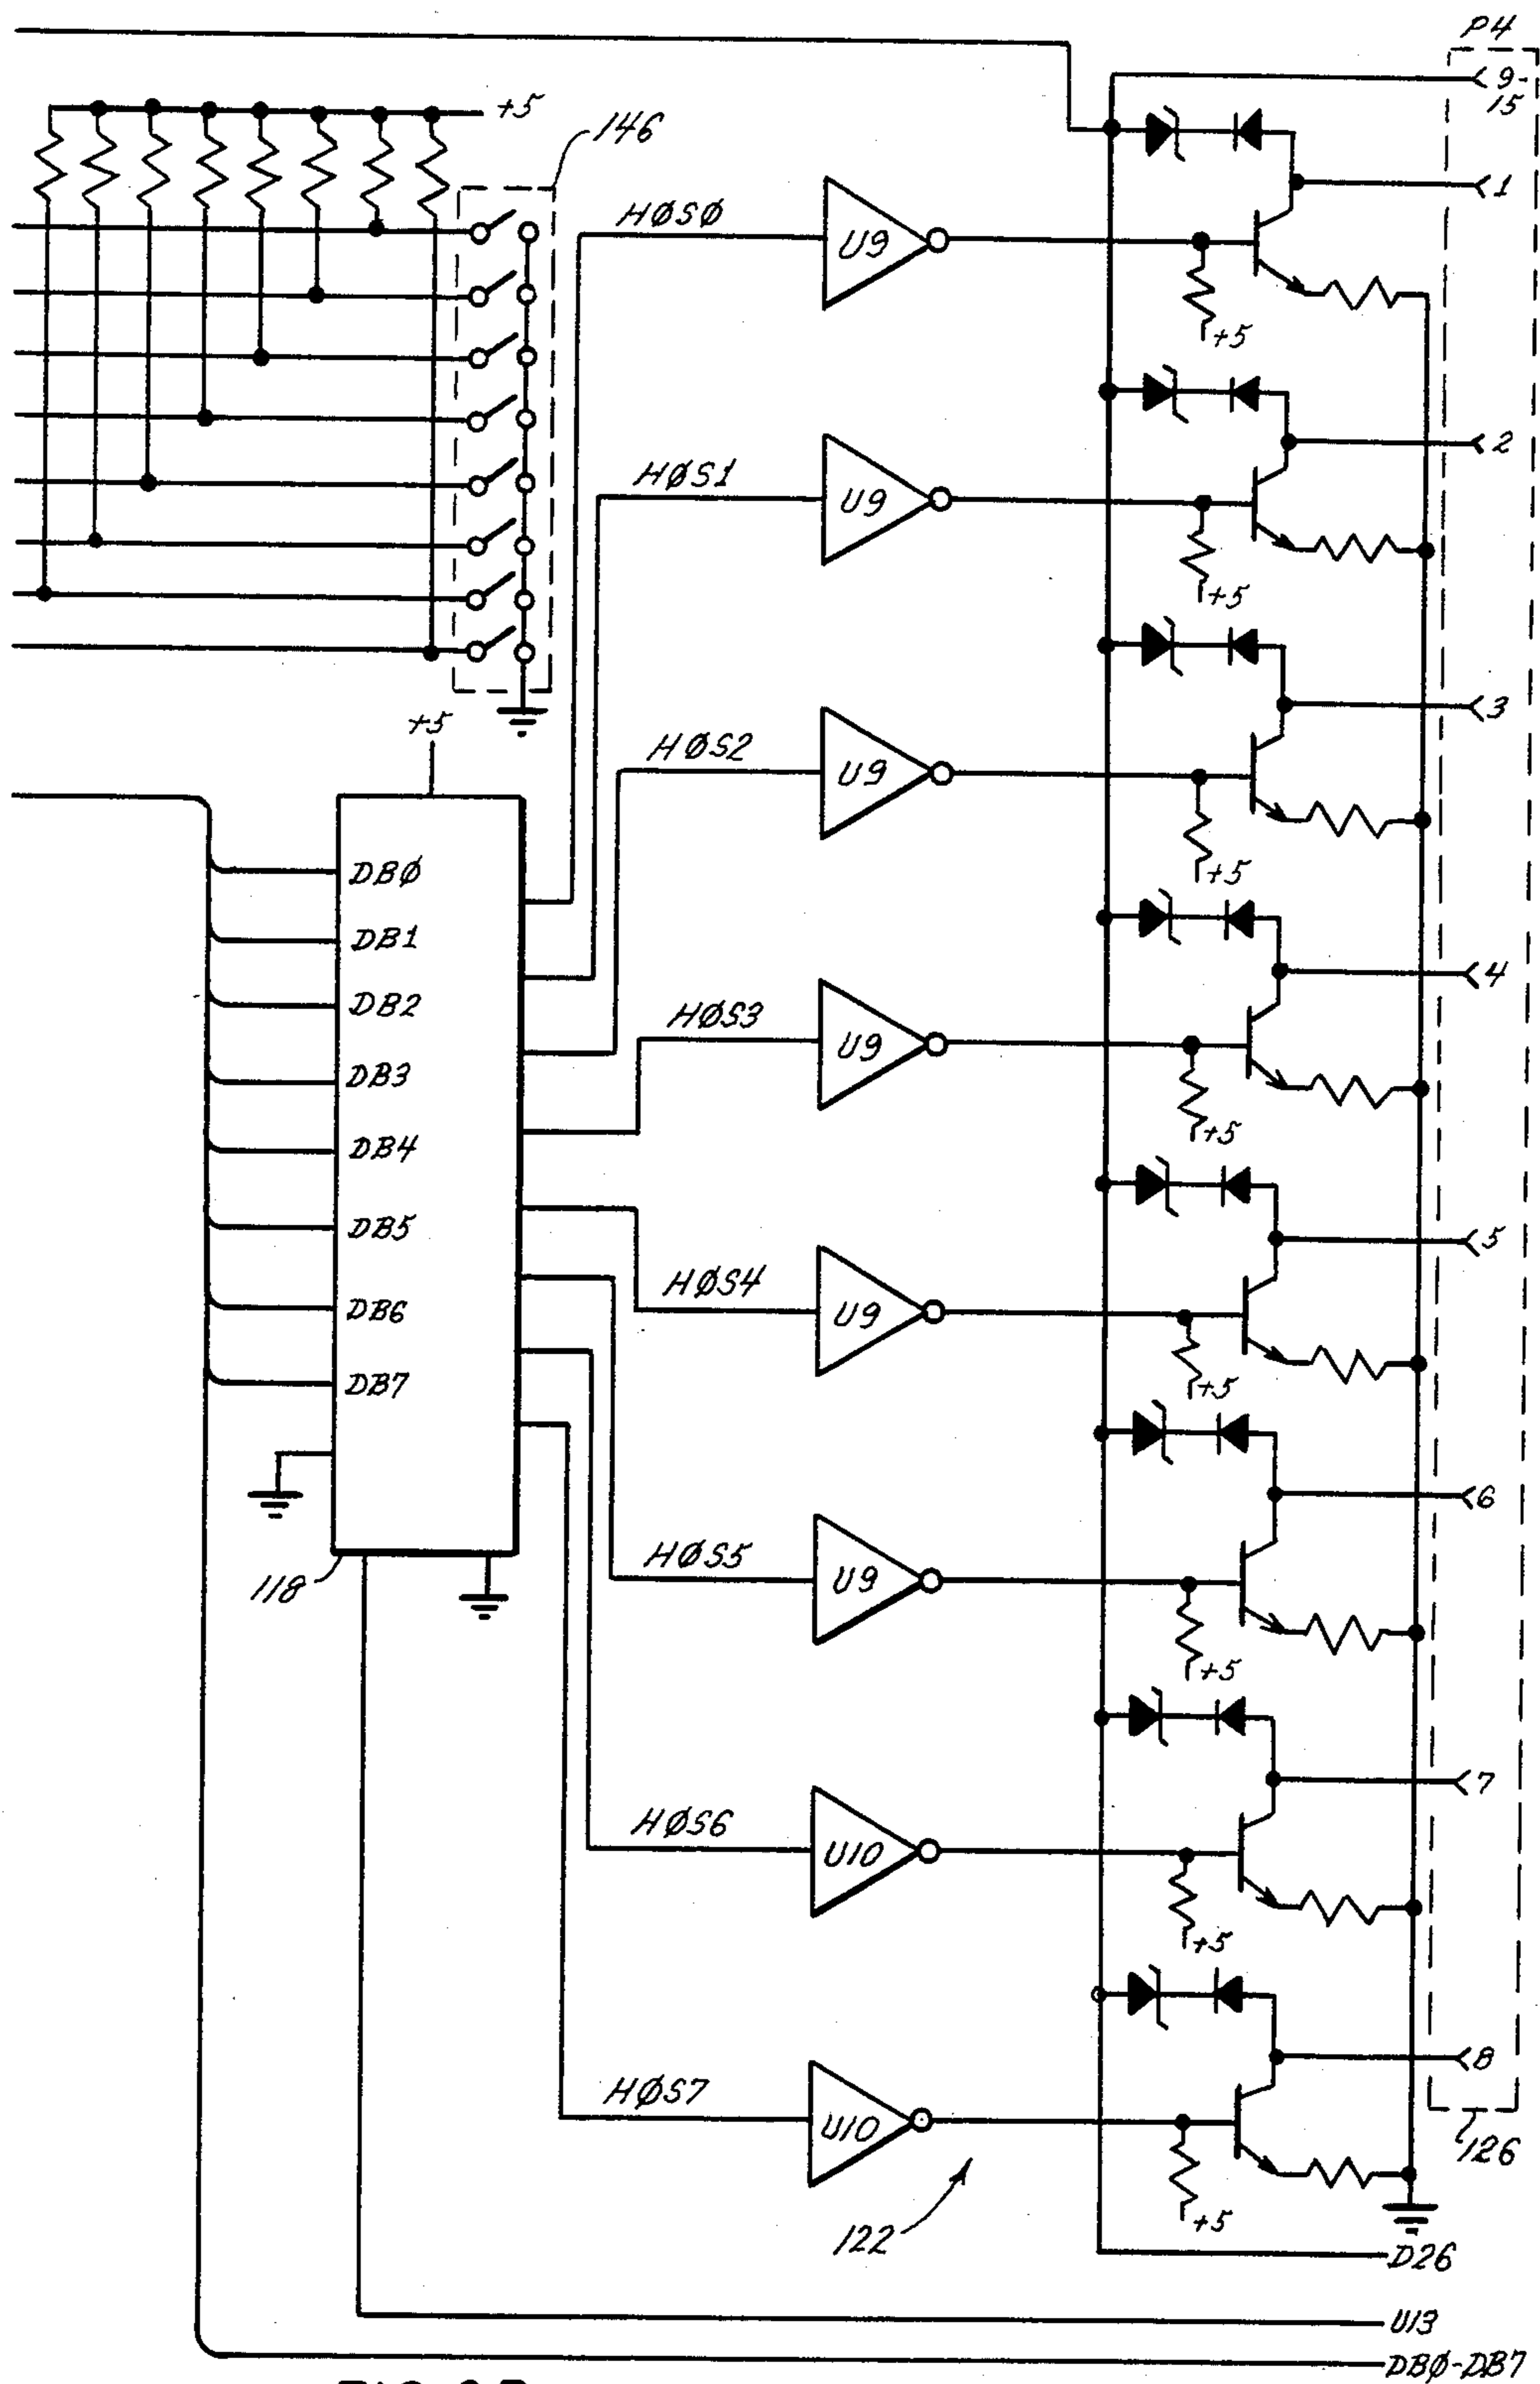 P4
9-
15
+5
146
1
HØSØ
U9
+5
2
HØS1
U9
+5
3
+5
HØS2
U9
+5
DBØ
4
DB1
DB2
HØS3
U9
DB3
+5
DB4
DB5
5
HØS4
DB6
U9
DB7
+5
6
HØS5
U9
118
+5
7
HØS6
U10
+5
8
HØS7
U10
126
122
+5
D26
U13
DBØ-DB7